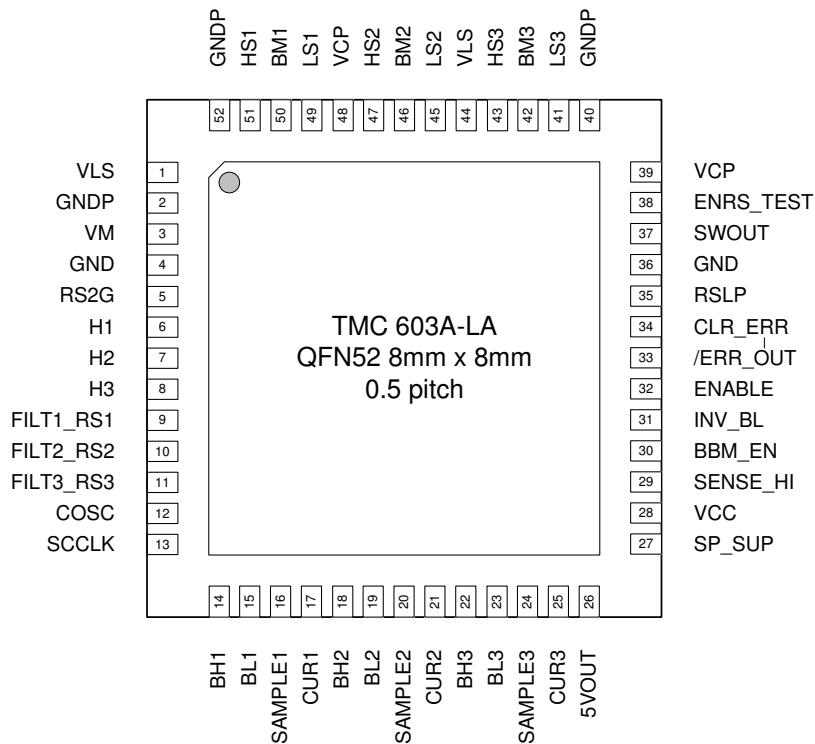 GNDP
HS1
BM1
LS1
VCP
HS2
BM2
LS2
VLS
HS3
BM3
LS3
GNDP
52
51
50
49
48
47
46
45
44
43
42
41
40
VLS 1
GNDP 2
VM 3
GND 4
RS2G 5
H1 6
H2 7
H3 8
FILT1_RS1 9
FILT2_RS2 10
FILT3_RS3 11
COSC 12
SCCLK 13
TMC 603A-LA
QFN52 8mm x 8mm
0.5 pitch
39 VCP
38 ENRS_TEST
37 SWOUT
36 GND
35 RSLP
34 CLR_ERR
33 /ERR_OUT
32 ENABLE
31 INV_BL
30 BBM_EN
29 SENSE_HI
28 VCC
27 SP_SUP
14
15
16
17
18
19
20
21
22
23
24
25
26
BH1
BL1
SAMPLE1
CUR1
BH2
BL2
SAMPLE2
CUR2
BH3
BL3
SAMPLE3
CUR3
5VOUT